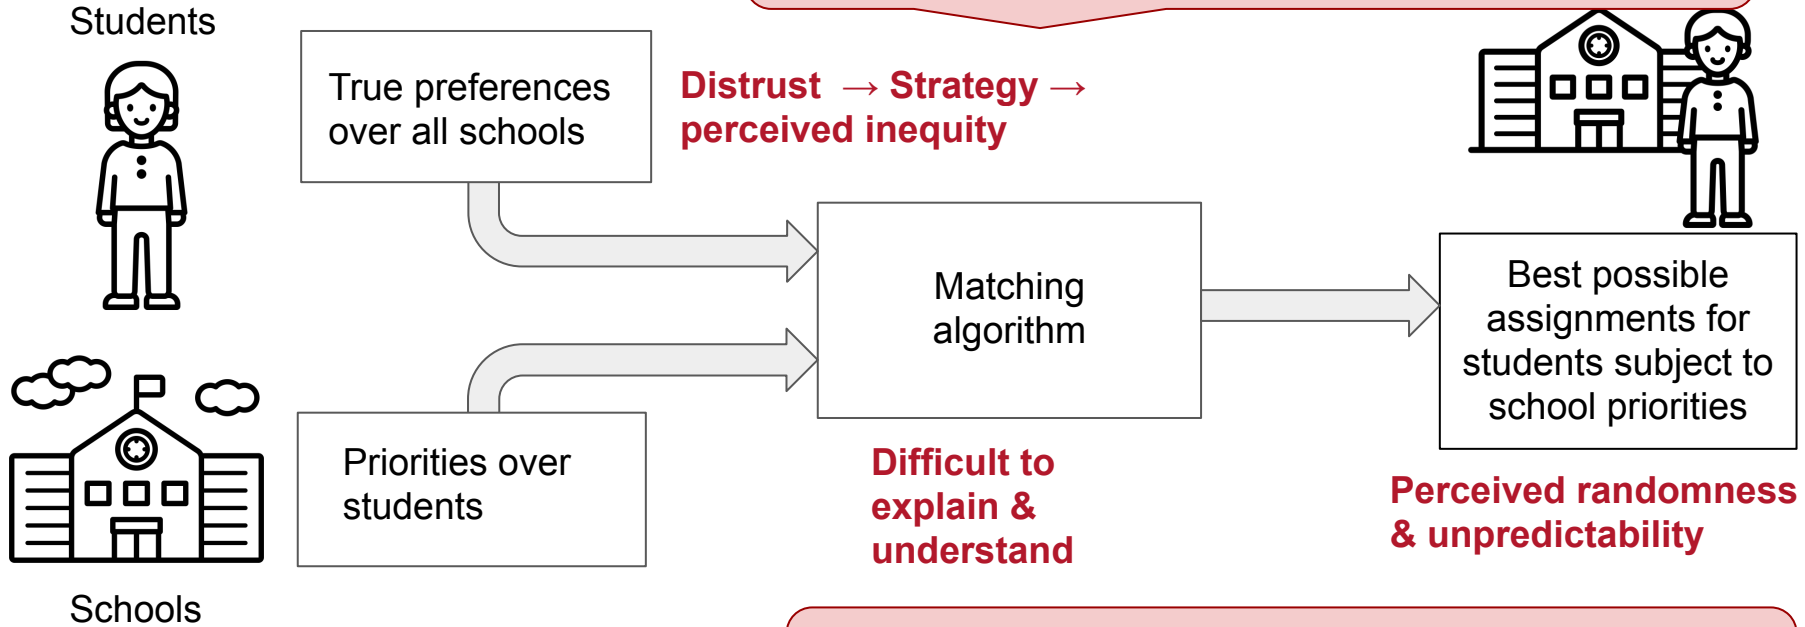 Students
True preferences
over all schools
Distrust → Strategy →
perceived inequity
Matching
algorithm
Best possible
assignments for
students subject to
school priorities
Priorities over
students
Difficult to
explain &
understand
Perceived randomness
& unpredictability
Schools